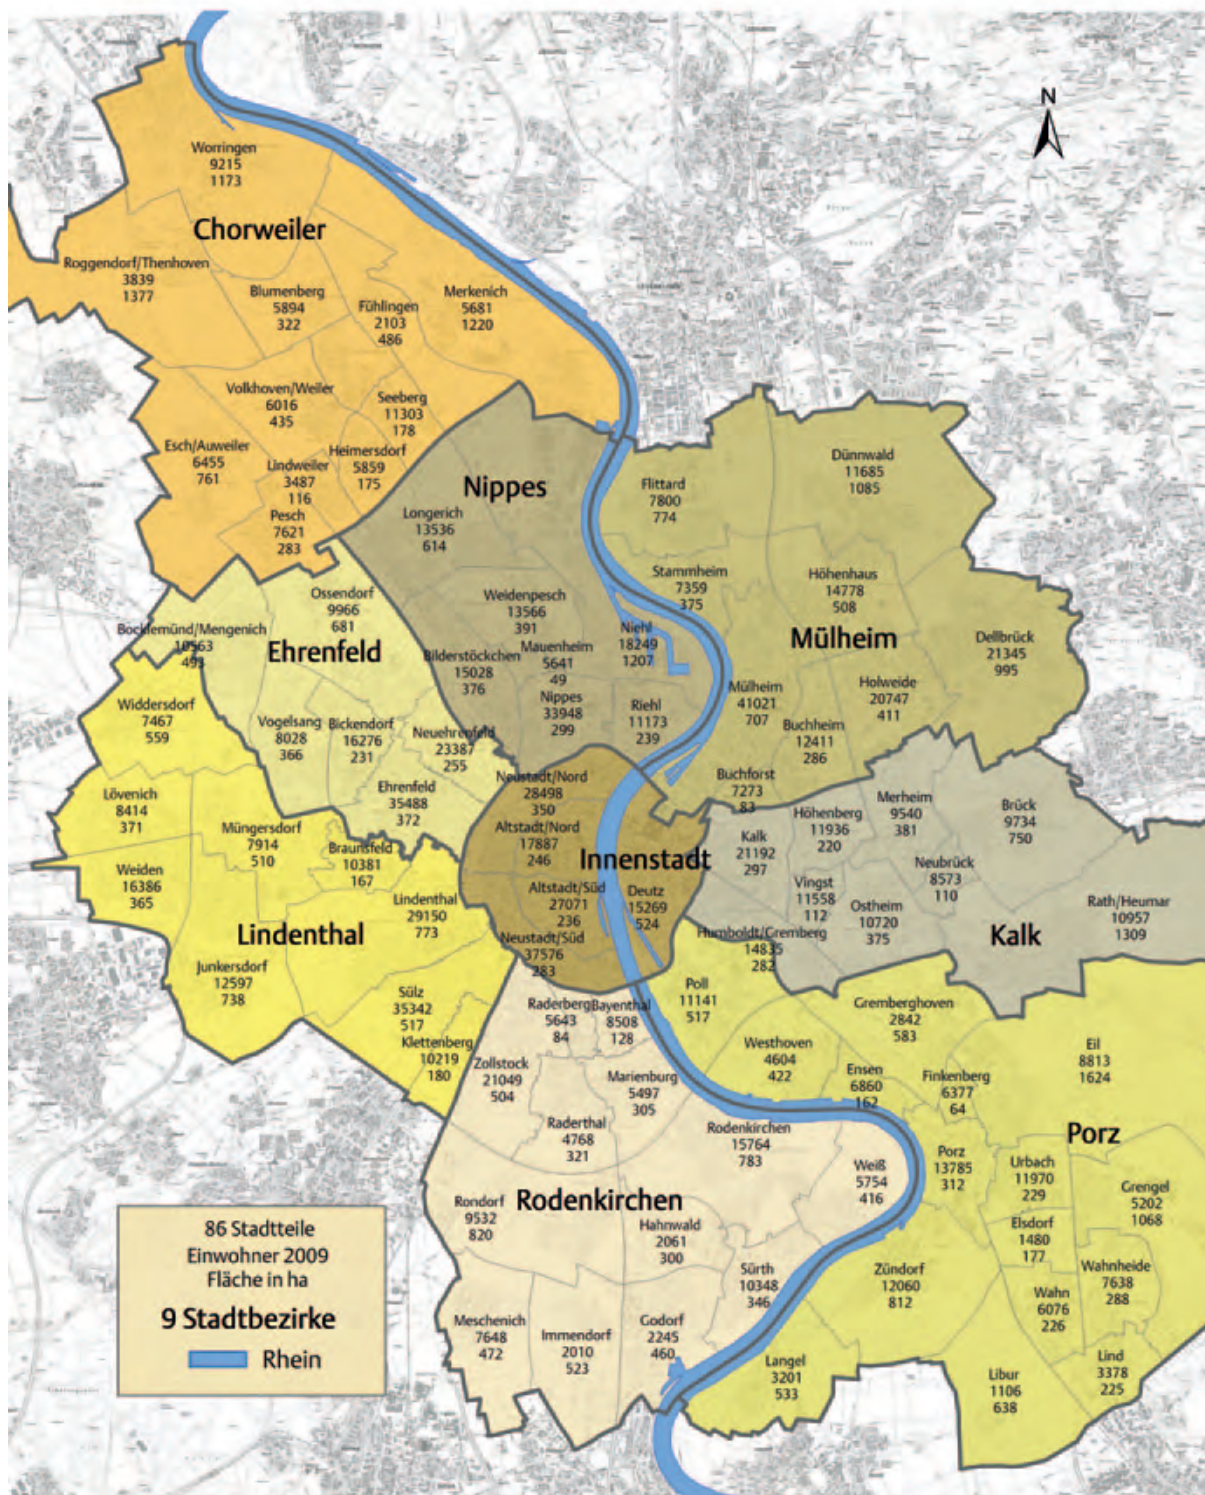 N
Worringen
9215
1173
Chorweiler
Roggendorf/Thenhoven
3839
1377
Blumenberg
5894
322
Fühlingen
2103
486
Merkenich
5681
1220
Volkhoven/Weiler
6016
435
Seeberg
11303
178
Esch/Auweiler
6455
761
Lindweiler
3487
116
Heimersdorf
5859
175
Pesch
7621
283
Nippes
Longerich
13536
614
Weidenpesch
13566
391
Niehl
18249
1207
Mauenheim
5641
49
Bilderstöckchen
15028
376
Nippes
33948
299
Riehl
11173
239
Dünnwald
11685
1085
Flittard
7800
774
Stammheim
7359
375
Höhenhaus
14778
508
Mülheim
Dellbrück
21345
995
Mülheim
41021
707
Holweide
20747
411
Buchheim
12411
286
Buchforst
7273
83
Ossendorf
9966
681
Bocklemünd/Mengenich
10563
493
Ehrenfeld
Vogelsang
8028
366
Bickendorf
16276
231
Neuehrenfeld
23387
255
Ehrenfeld
35488
372
Widdersdorf
7467
559
Lövenich
8414
371
Müngersdorf
7914
510
Braunsfeld
10381
167
Weiden
16386
365
Lindenthal
29150
773
Lindenthal
Junkersdorf
12597
738
Sülz
35342
517
Klettenberg
10219
180
Neustadt/Nord
28498
350
Altstadt/Nord
17887
246
Innenstadt
Altstadt/Süd
27071
236
Deutz
15269
524
Neustadt/Süd
37576
283
Kalk
21192
297
Höhenberg
11936
220
Merheim
9540
381
Brück
9734
750
Vingst
11558
112
Neubrück
8573
110
Ostheim
10720
375
Rath/Heumar
10957
1309
Humboldt/Gremberg
14835
282
Kalk
Poll
11141
517
Gremberghoven
2842
583
Westhoven
4604
422
Ensen
6860
162
Finkenberg
6377
64
Eil
8813
1624
Porz
Porz
13785
312
Urbach
11970
229
Grengel
5202
1068
Elsdorf
1480
177
Wahnheide
7638
288
Zündorf
12060
812
Wahn
6076
226
Langel
3201
533
Libur
1106
638
Lind
3378
225
Raderberg
5643
84
Bayenthal
8508
128
Zollstock
21049
504
Marienburg
5497
305
Raderthal
4768
321
Rodenkirchen
15764
783
Weiß
5754
416
Rodenkirchen
Rondorf
9532
820
Hahnwald
2061
300
Sürth
10348
346
Meschenich
7648
472
Immendorf
2010
523
Godorf
2245
460
86 Stadtteile
Einwohner 2009
Fläche in ha
9 Stadtbezirke
Rhein